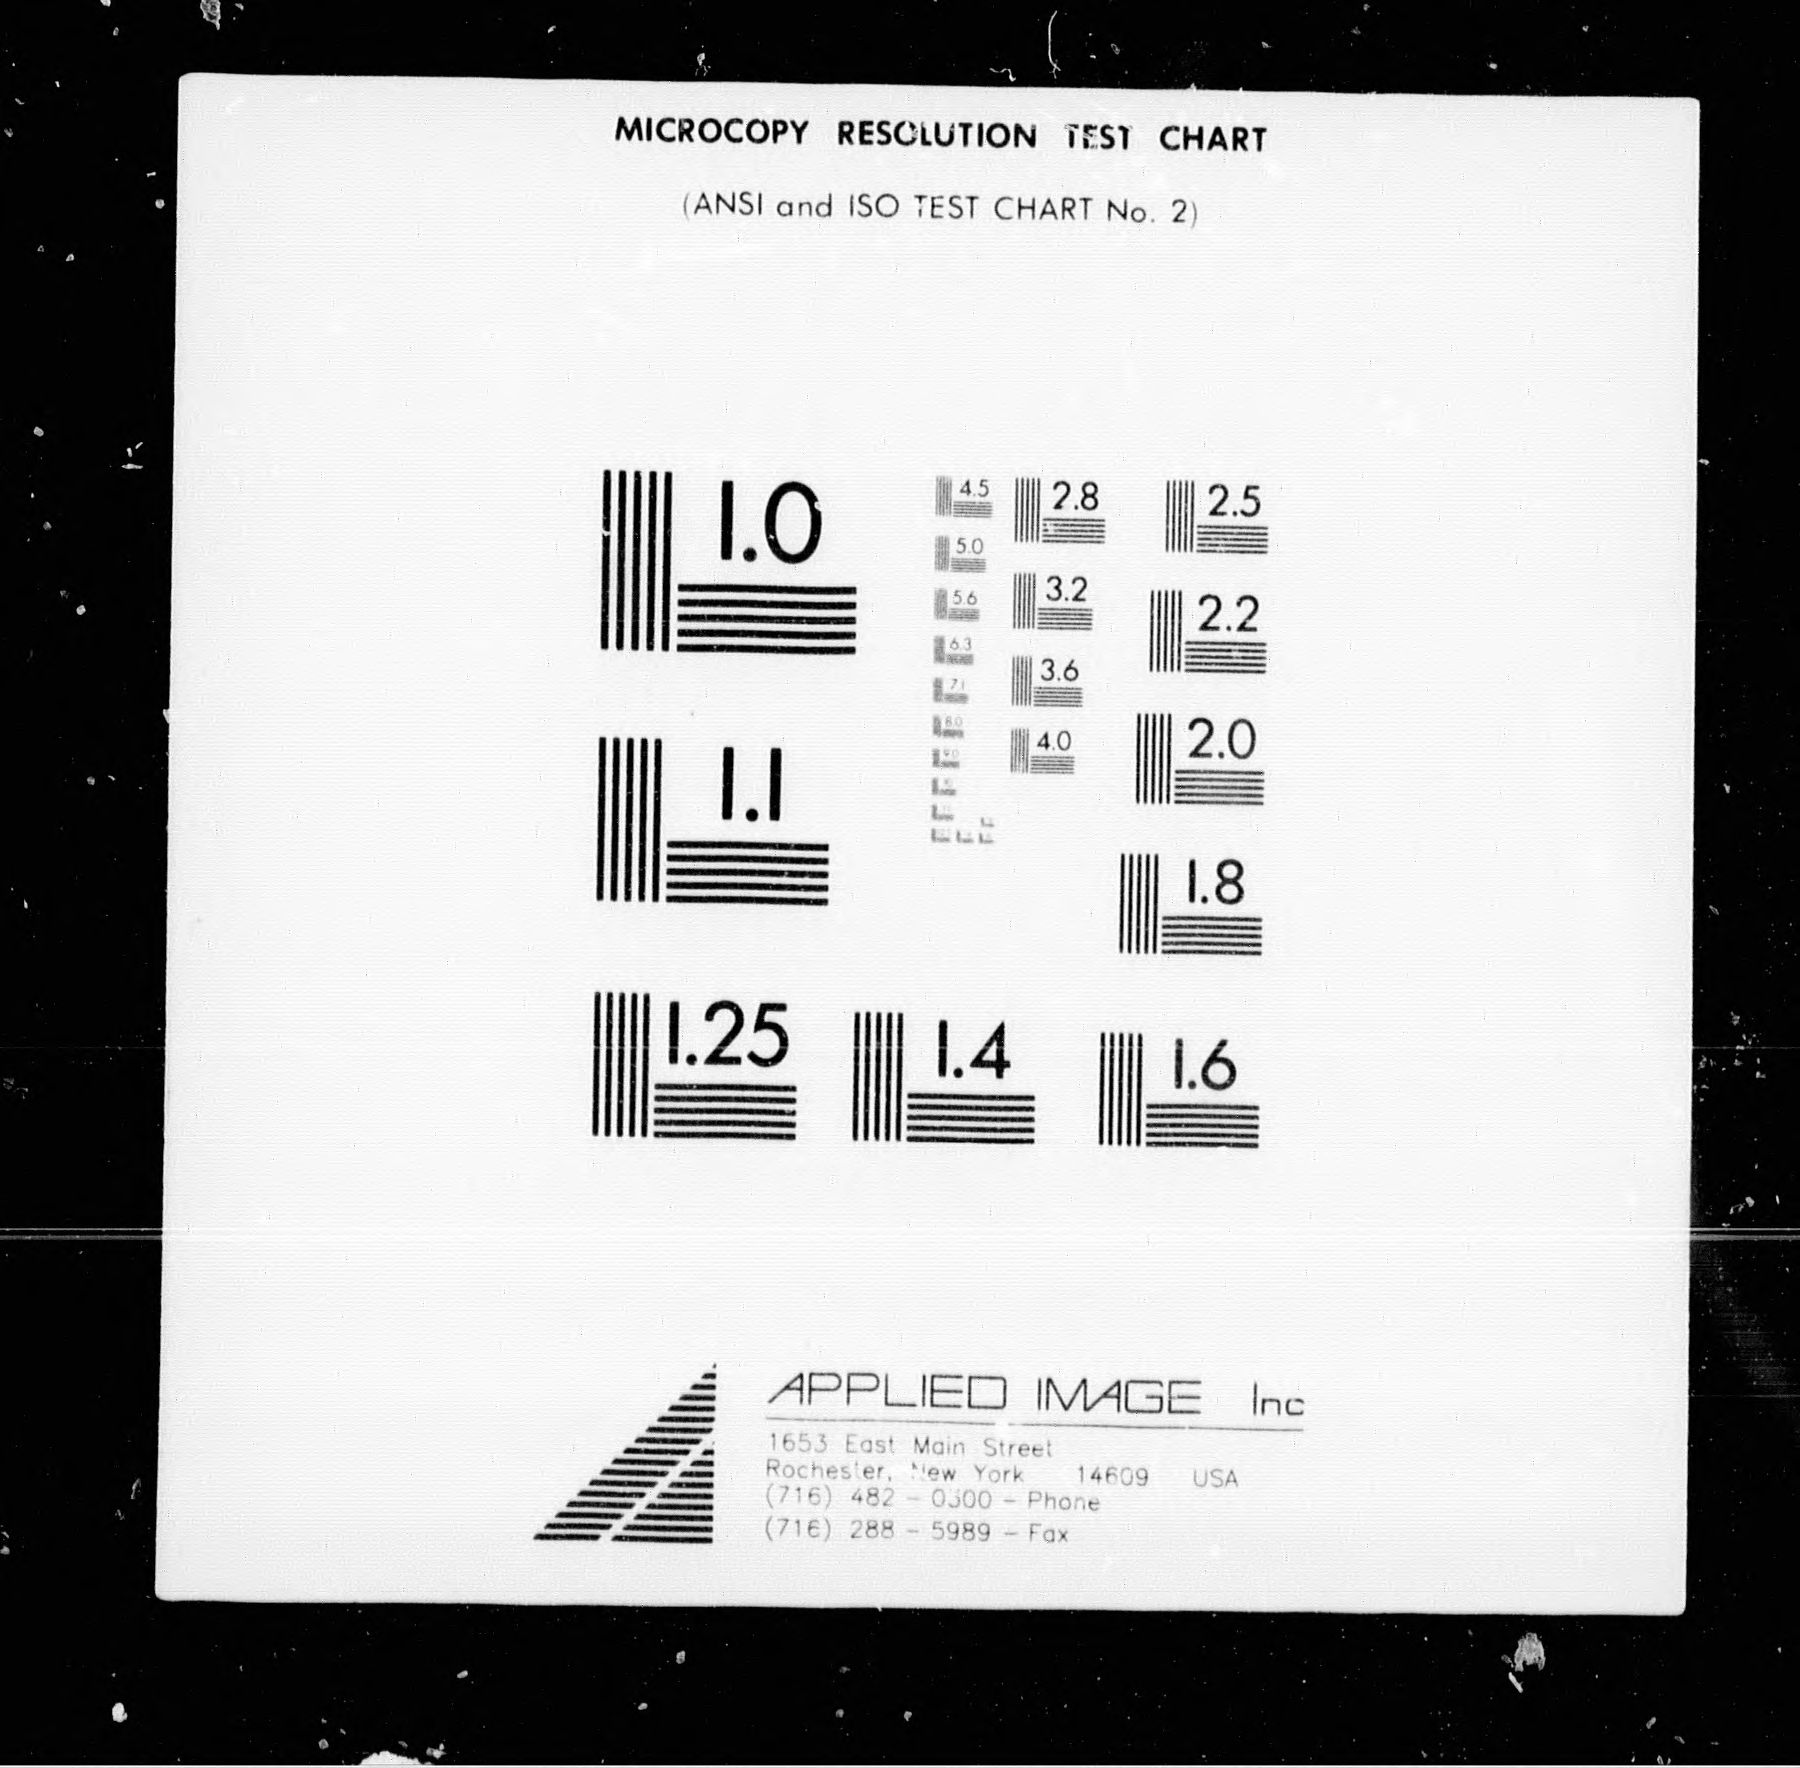 MICROCOPY RESOLUTION TEST CHART
(ANSI and ISO TEST CHART No. 2)
1.0
1.1
1.25
4.5
5.0
5.6
6.3
7.1
8.0
9.0
2.8
3.2
3.6
4.0
2.5
2.2
2.0
1.8
1.4
1.6
APPLIED IMAGE Inc
1653 East Main Street
Rochester, New York 14609 USA
(716) 482 - 0300 - Phone
(716) 288 - 5989 - Fax